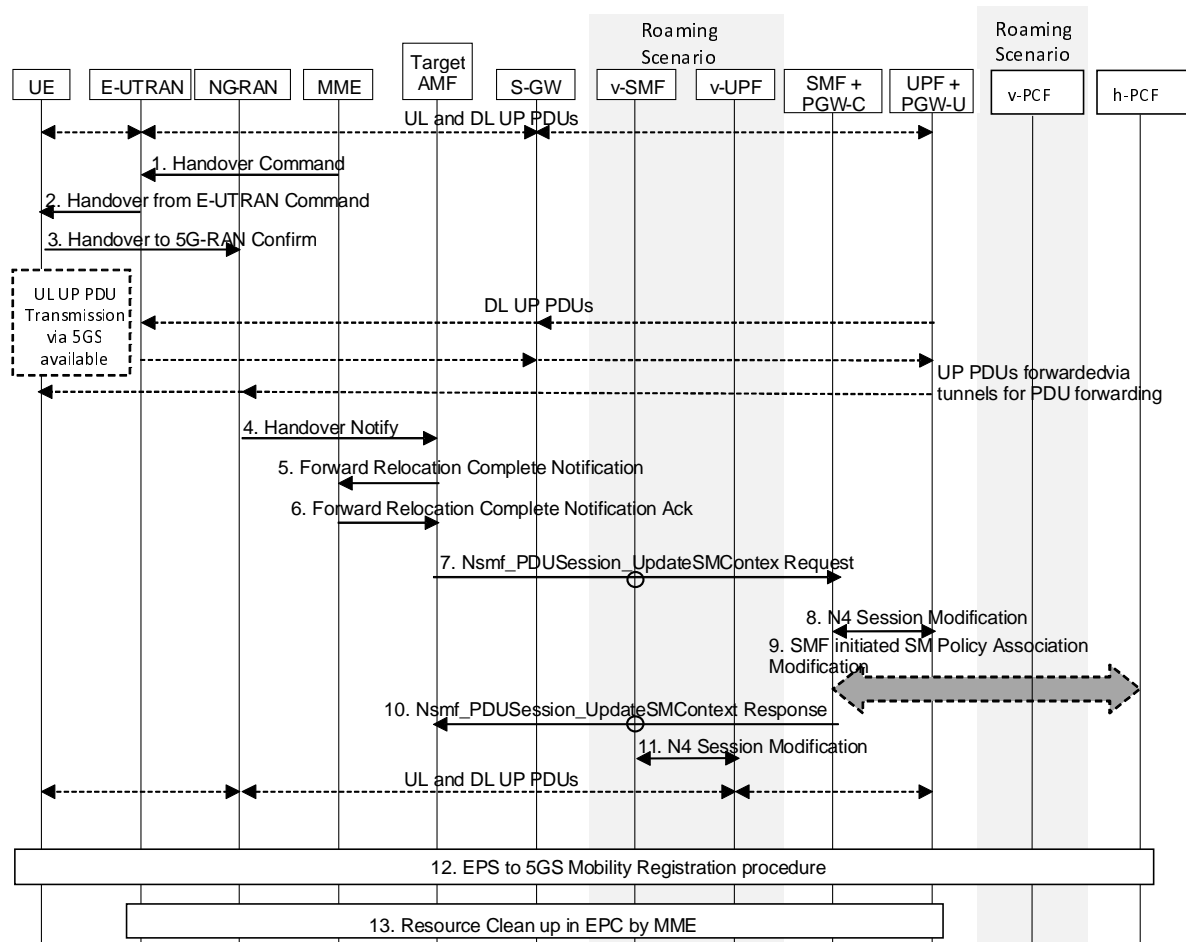 Roaming
Scenario
Roaming
Scenario
UE
E-UTRAN
NG-RAN
MME
Target
AMF
S-GW
v-SMF
v-UPF
SMF +
PGW-C
UPF +
PGW-U
v-PCF
h-PCF
UL and DL UP PDUs
1. Handover Command
2. Handover from E-UTRAN Command
3. Handover to 5G-RAN Confirm
UL UP PDU
Transmission
via 5GS
available
DL UP PDUs
UP PDUs forwardedvia
tunnels for PDU forwarding
4. Handover Notify
5. Forward Relocation Complete Notification
6. Forward Relocation Complete Notification Ack
7. Nsmf_PDUSession_UpdateSMContex Request
8. N4 Session Modification
9. SMF initiated SM Policy Association
Modification
10. Nsmf_PDUSession_UpdateSMContext Response
11. N4 Session Modification
UL and DL UP PDUs
12. EPS to 5GS Mobility Registration procedure
13. Resource Clean up in EPC by MME